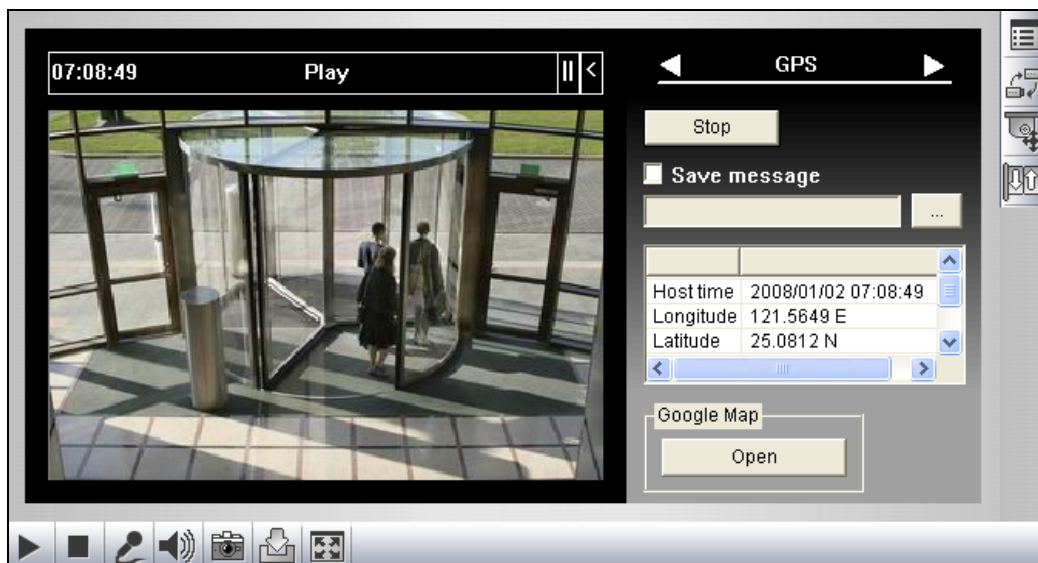 07:08:49 Play
GPS
Stop
Save message
...
Host time 2008/01/02 07:08:49
Longitude 121.5649 E
Latitude 25.0812 N
Google Map
Open